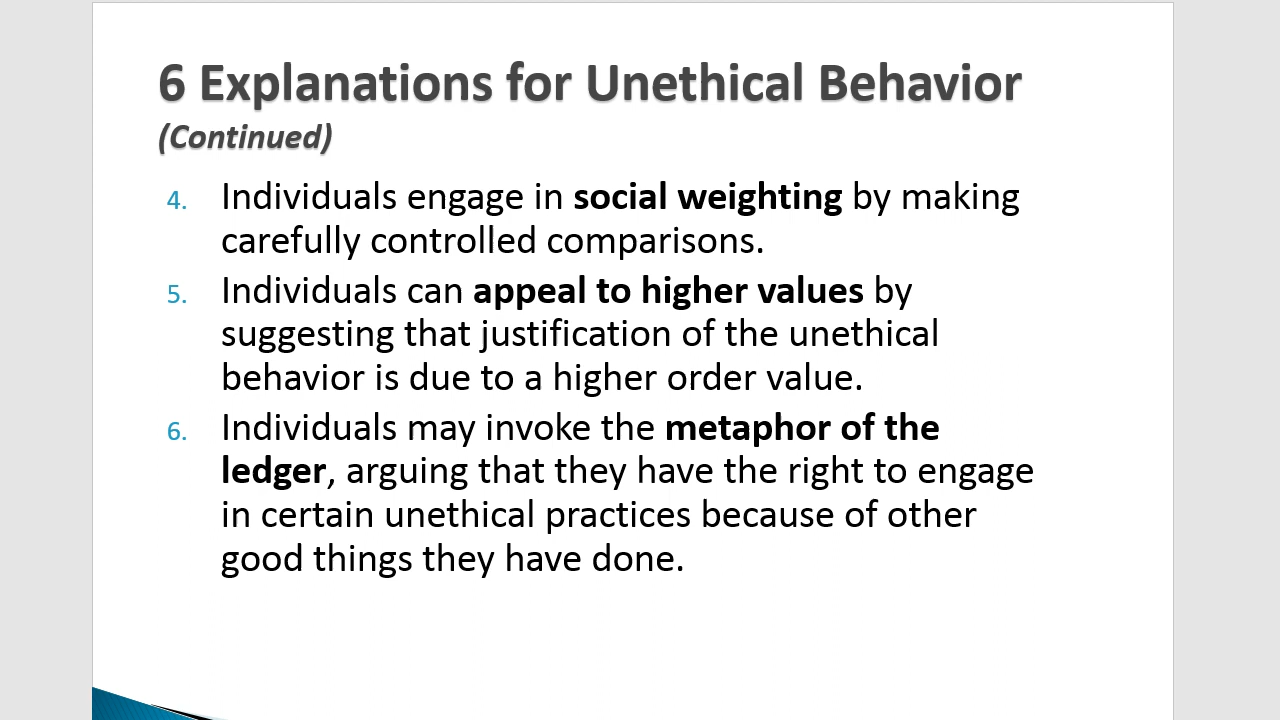 6 Explanations for Unethical Behavior
(Continued)
4. Individuals engage in social weighting by making
carefully controlled comparisons.
5. Individuals can appeal to higher values by
suggesting that justification of the unethical
behavior is due to a higher order value.
6. Individuals may invoke the metaphor of the
ledger, arguing that they have the right to engage
in certain unethical practices because of other
good things they have done.